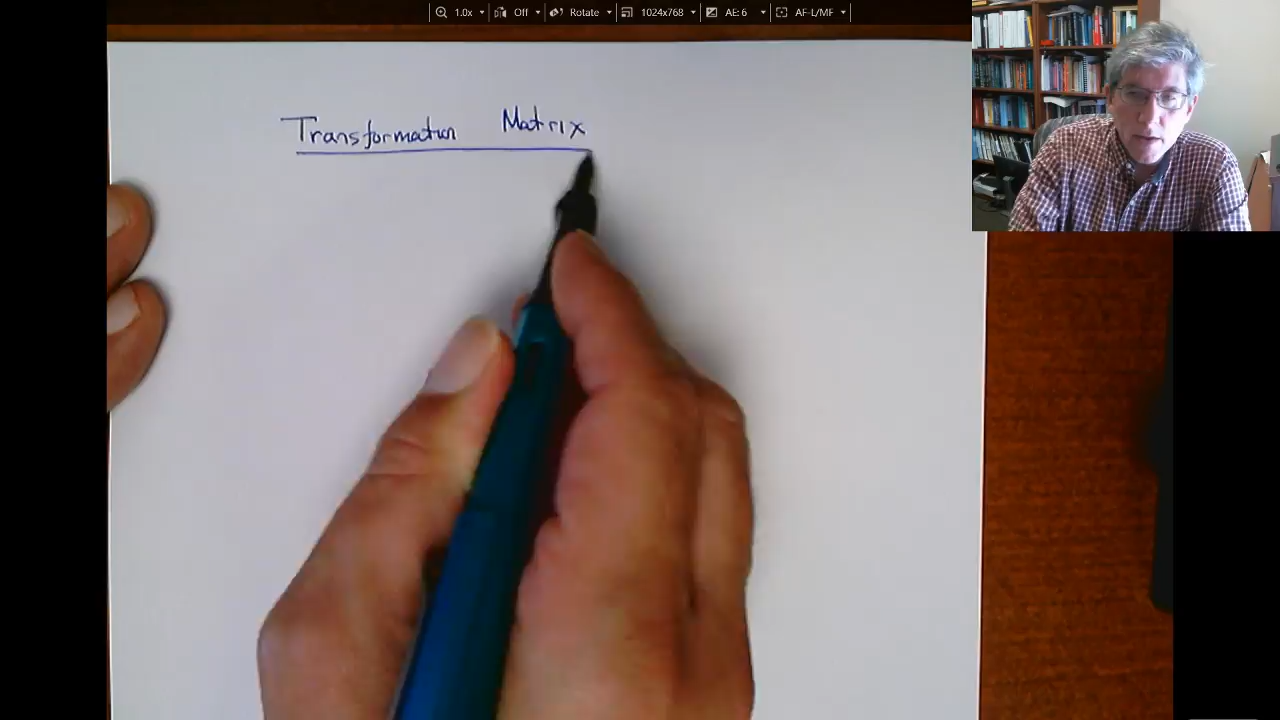 1.0x Off Rotate 1024x768 AE: 6 AF-L/MF
Transformation Matrix